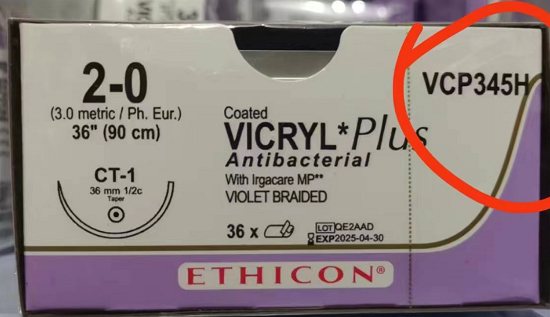 2-0
(3.0 metric / Ph. Eur.)
36" (90 cm)
CT-1
36 mm 1/2c
Taper
Coated
VICRYL*Plus
Antibacterial
With Irgacare MP**
VIOLET BRAIDED
36 x
LOT QE2AAD
EXP2025-04-30
VCP345H
ETHICON®